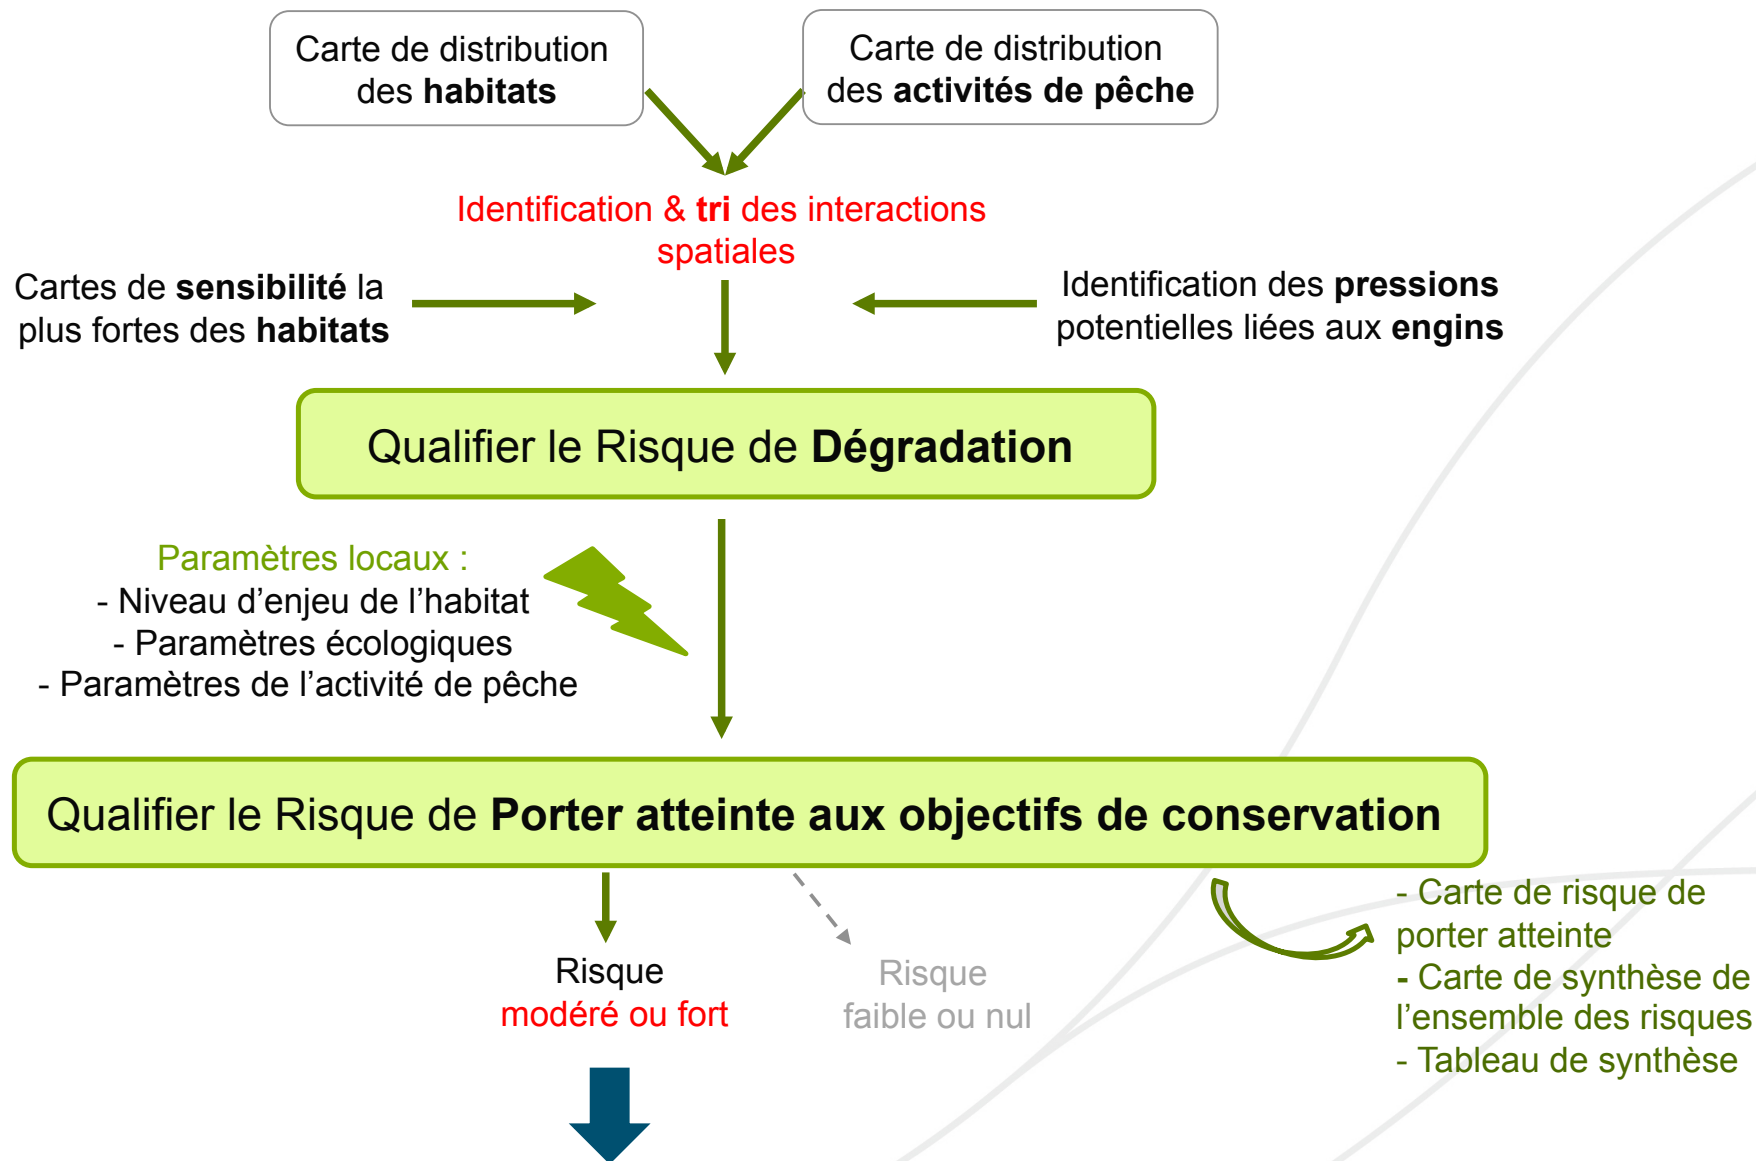 Carte de distribution
des habitats
Carte de distribution
des activités de pêche
Identification & tri des interactions
spatiales
Cartes de sensibilité la
plus fortes des habitats
Identification des pressions
potentielles liées aux engins
Qualifier le Risque de Dégradation
Paramètres locaux :
- Niveau d’enjeu de l’habitat
- Paramètres écologiques
- Paramètres de l’activité de pêche
Qualifier le Risque de Porter atteinte aux objectifs de conservation
Risque
modéré ou fort
Risque
faible ou nul
- Carte de risque de
porter atteinte
- Carte de synthèse de
l’ensemble des risques
- Tableau de synthèse